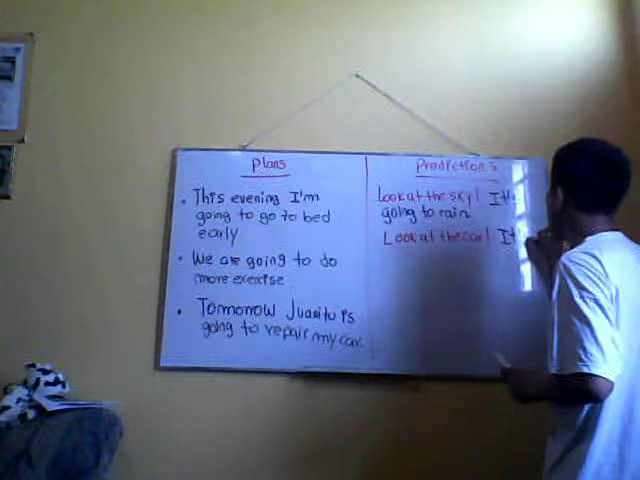 Plans
. This evening I'm
going to go to bed
early
. We are going to do
more exercise
. Tomorrow Juanito is
going to repair my car.
Predictions
Look at the sky! It's
going to rain.
Look at the car! It